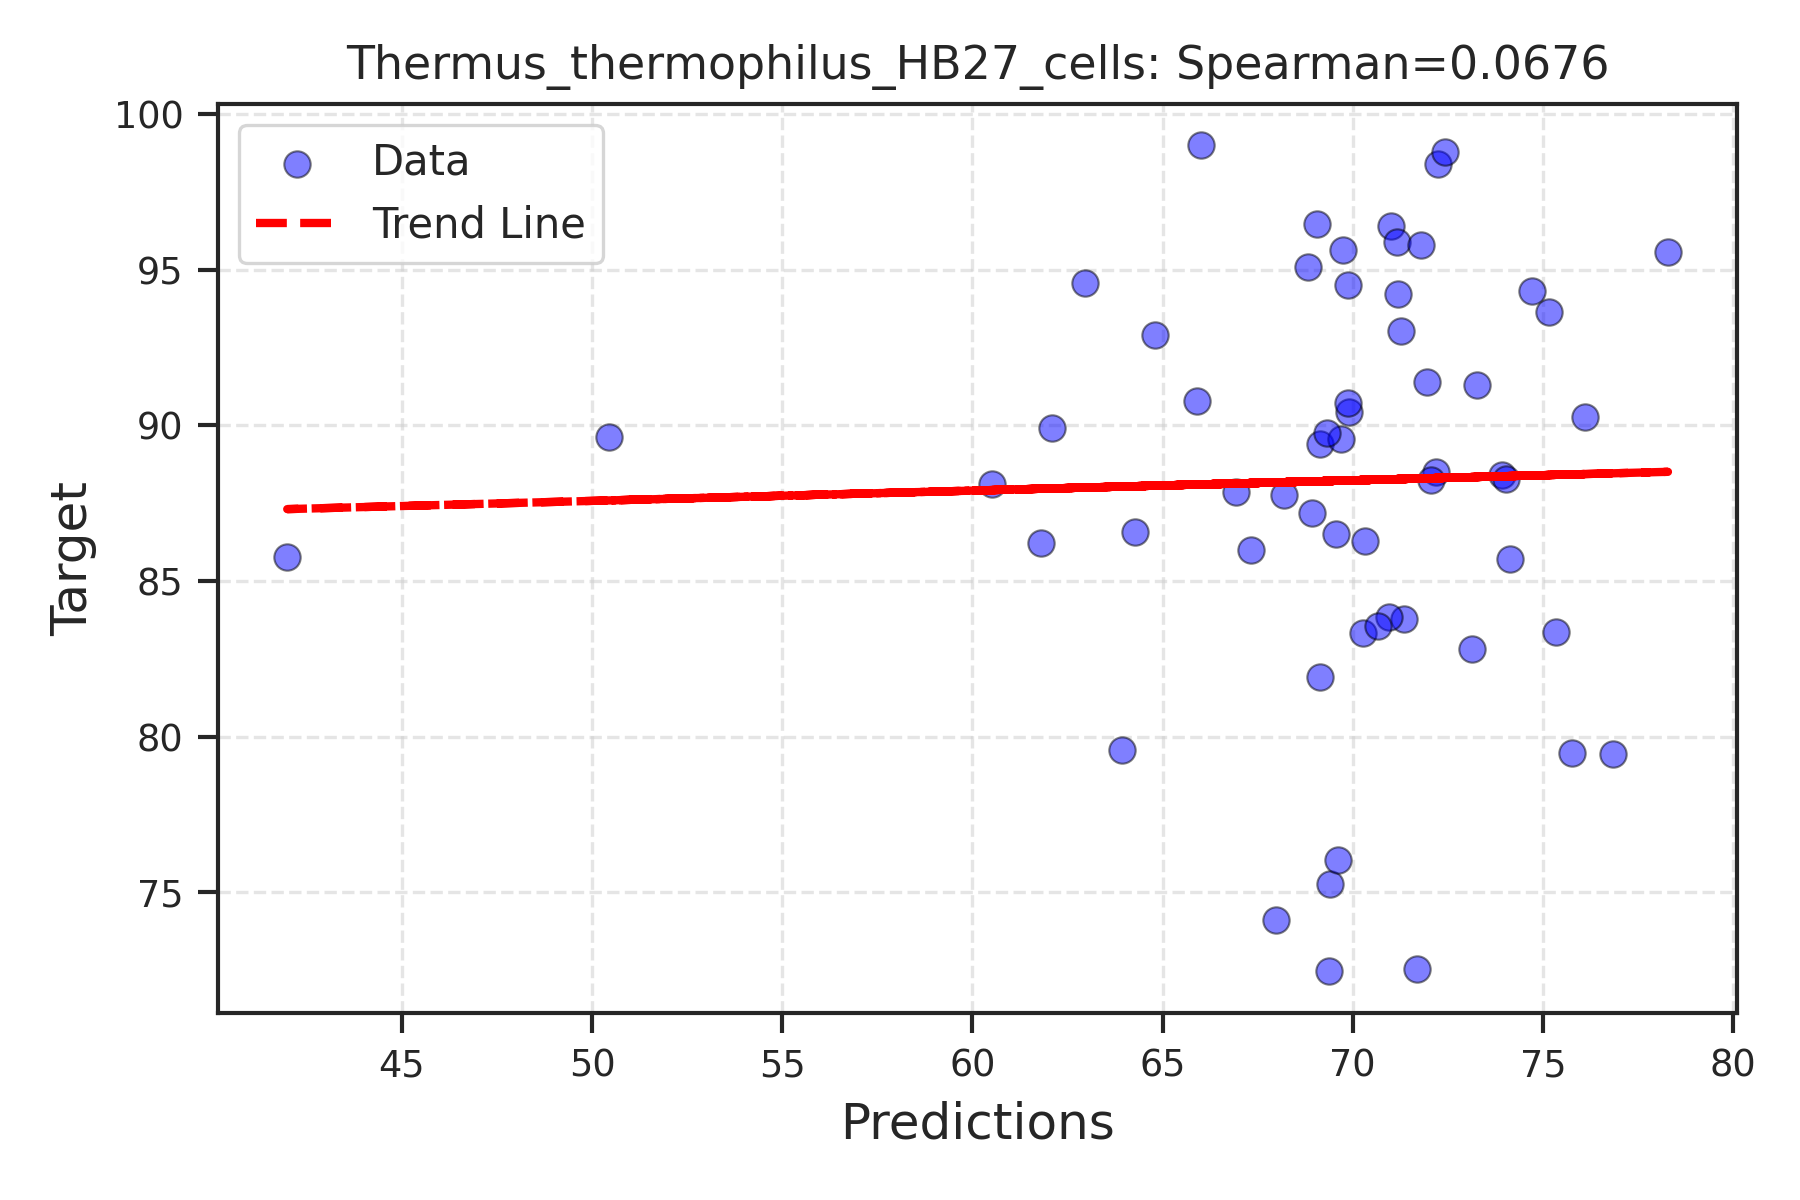 Thermus_thermophilus_HB27_cells: Spearman=0.0676
Data
Trend Line
100
95
90
85
80
75
Target
45 50 55 60 65 70 75 80
Predictions